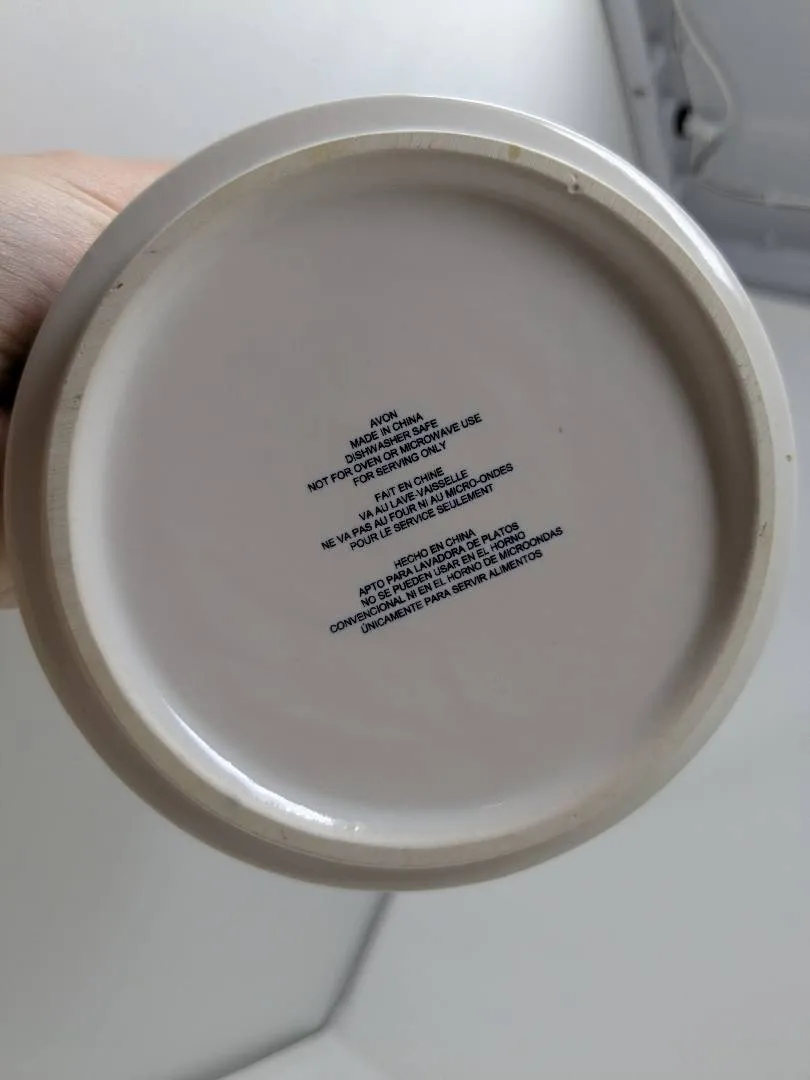 AVON
MADE IN CHINA
DISHWASHER SAFE
NOT FOR OVEN OR MICROWAVE USE
FOR SERVING ONLY
FAIT EN CHINE
VA AU LAVE-VAISSELLE
NE VA PAS AU FOUR NI AU MICRO-ONDES
POUR LE SERVICE SEULEMENT
HECHO EN CHINA
APTO PARA LAVADORA DE PLATOS
NO SE PUEDEN USAR EN EL HORNO
CONVENCIONAL NI EN EL HORNO DE MICROONDAS
ÚNICAMENTE PARA SERVIR ALIMENTOS